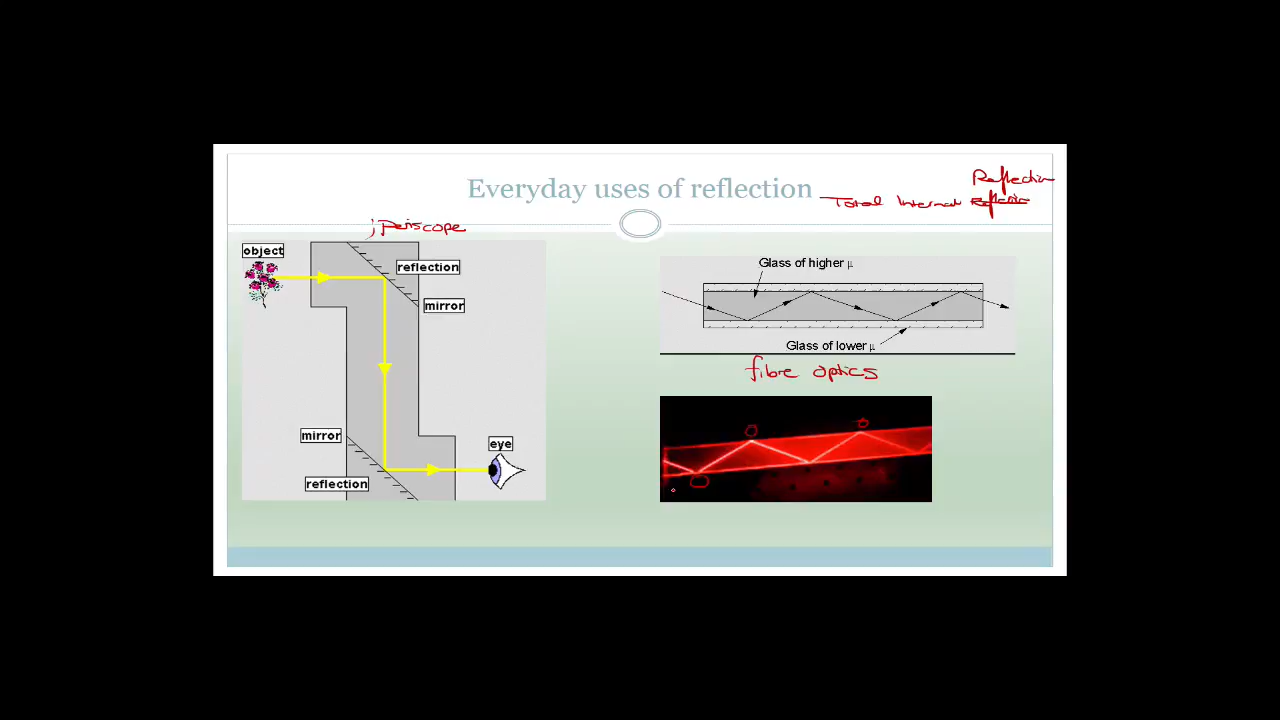 Everyday uses of reflection
Reflection
Total Internal
periscope
object
reflection
mirror
mirror
reflection
eye
Glass of higher μ
Glass of lower μ
fibre optics